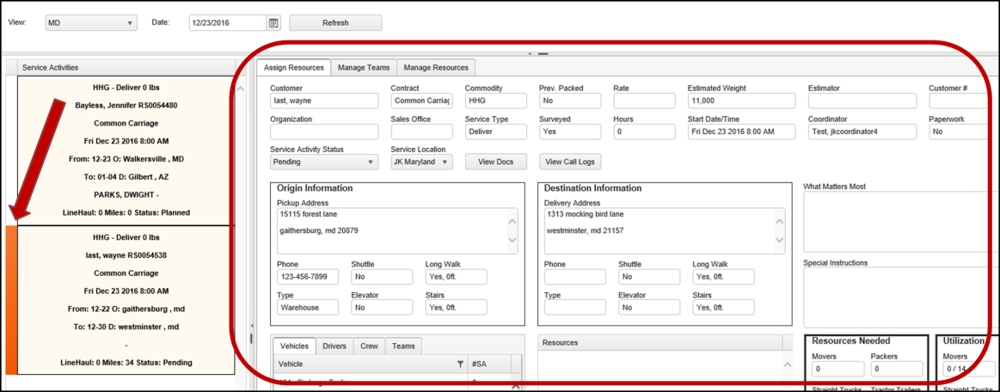 View: MD Date: 12/23/2016 Refresh
Service Activities
HHG - Deliver 0 lbs
Bayless, Jennifer RS0054480
Common Carriage
Fri Dec 23 2016 8:00 AM
From: 12-23 O: Walkersville , MD
To: 01-04 D: Gilbert , AZ
PARKS, DWIGHT -
LineHaul: 0 Miles: 0 Status: Planned
HHG - Deliver 0 lbs
last, wayne RS0054538
Common Carriage
Fri Dec 23 2016 8:00 AM
From: 12-22 O: gaithersburg , md
To: 12-30 D: westminster , md
-
LineHaul: 0 Miles: 34 Status: Pending
Assign Resources Manage Teams Manage Resources
Customer Contract Commodity Prev. Packed Rate Estimated Weight Estimator Customer #
last, wayne Common Carriag HHG No 11,000
Organization Sales Office Service Type Surveyed Hours Start Date/Time Coordinator Paperwork
Deliver Yes 0 Fri Dec 23 2016 8:00 AM Test, jkcoordinator4 No
Service Activity Status Service Location
Pending JK Maryland View Docs View Call Logs
Origin Information
Pickup Address
15115 forest lane
gaithersburg, md 20879
Phone Shuttle Long Walk
123-456-7899 No Yes, 0ft.
Type Elevator Stairs
Warehouse No Yes, 0ft.
Destination Information
Delivery Address
1313 mocking bird lane
westminster, md 21157
Phone Shuttle Long Walk
No Yes, 0ft.
Type Elevator Stairs
No Yes, 0ft.
What Matters Most
Special Instructions
Vehicles Drivers Crew Teams
Vehicle #SA
Resources
Resources Needed
Movers Packers
0 0
Straight Trucks Tractor Trailers
Utilization
Movers
0 / 14
Straight Trucks